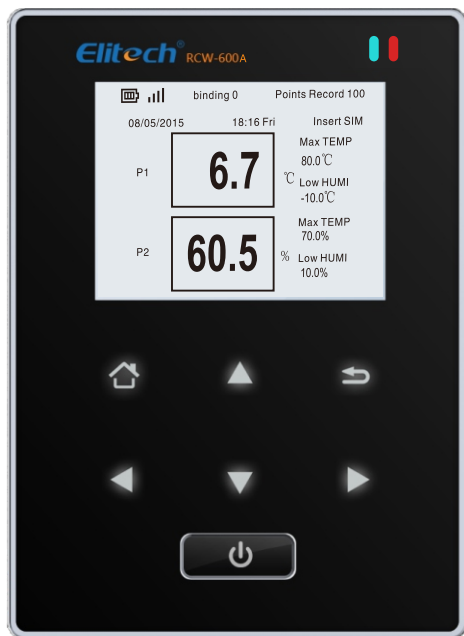 Elitech® RCW-600A
binding 0 Points Record 100
08/05/2015 18:16 Fri Insert SIM
Max TEMP
P1 6.7 80.0℃
℃ Low HUMI
-10.0℃
Max TEMP
P2 60.5 70.0%
% Low HUMI
10.0%